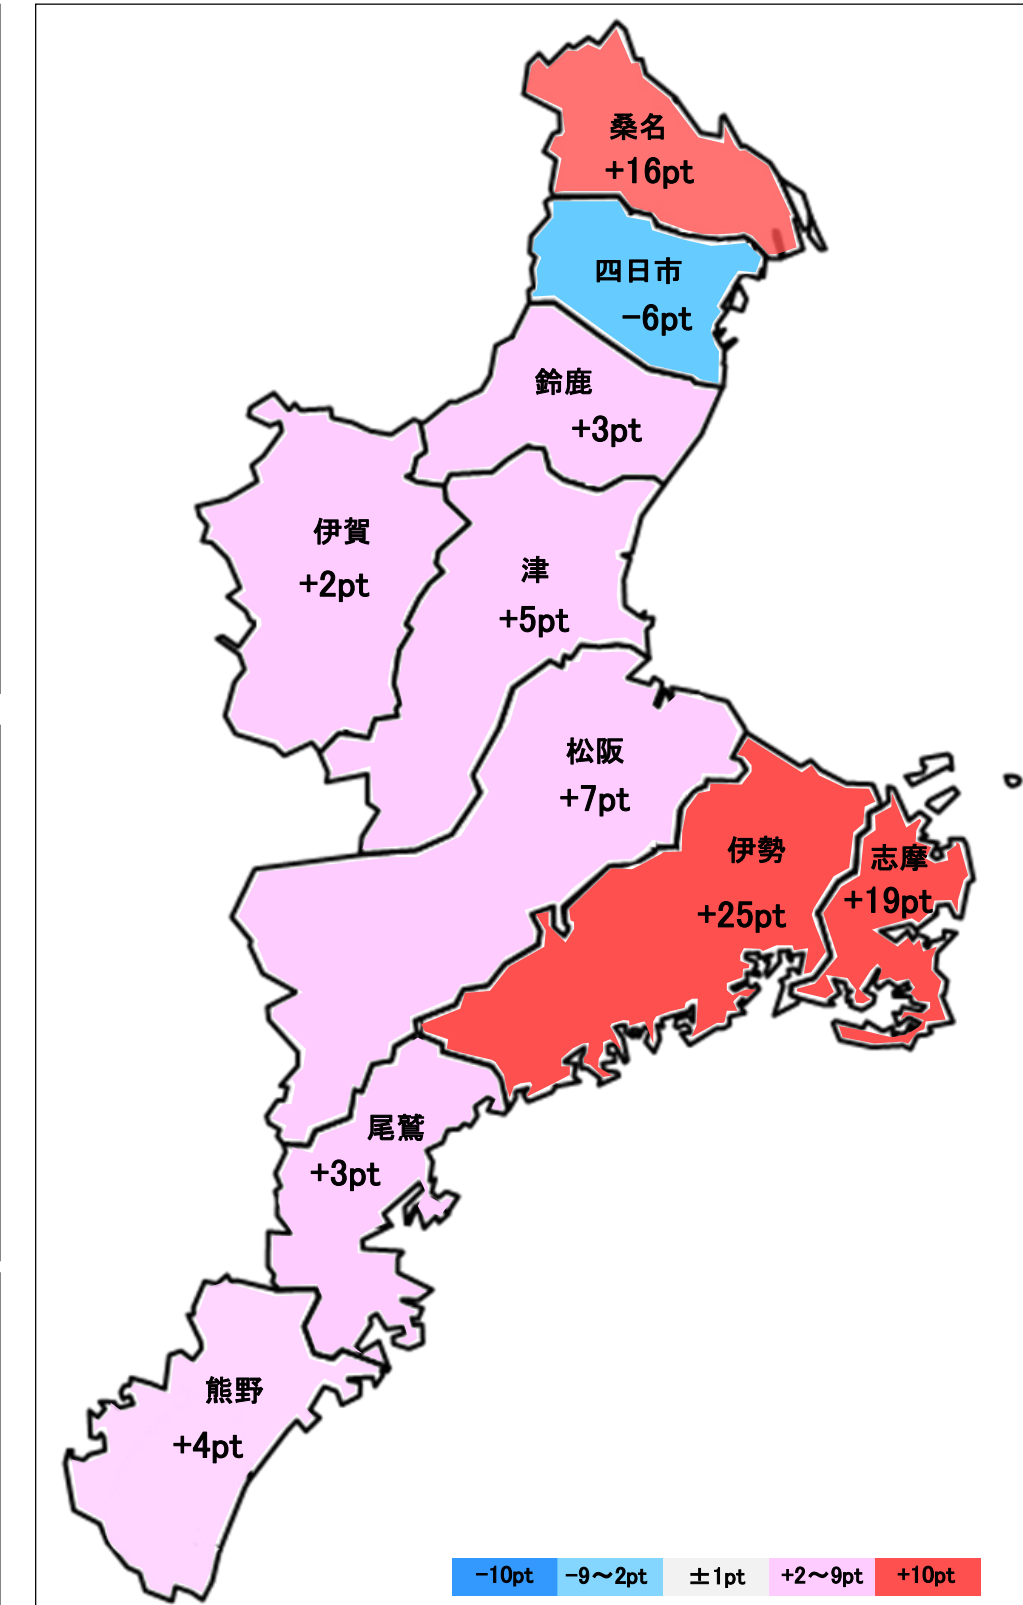 桑名
+16pt
四日市
-6pt
鈴鹿
+3pt
伊賀
+2pt
津
+5pt
松阪
+7pt
伊勢
+25pt
志摩
+19pt
尾鷲
+3pt
熊野
+4pt
-10pt -9～2pt ±1pt +2～9pt +10pt